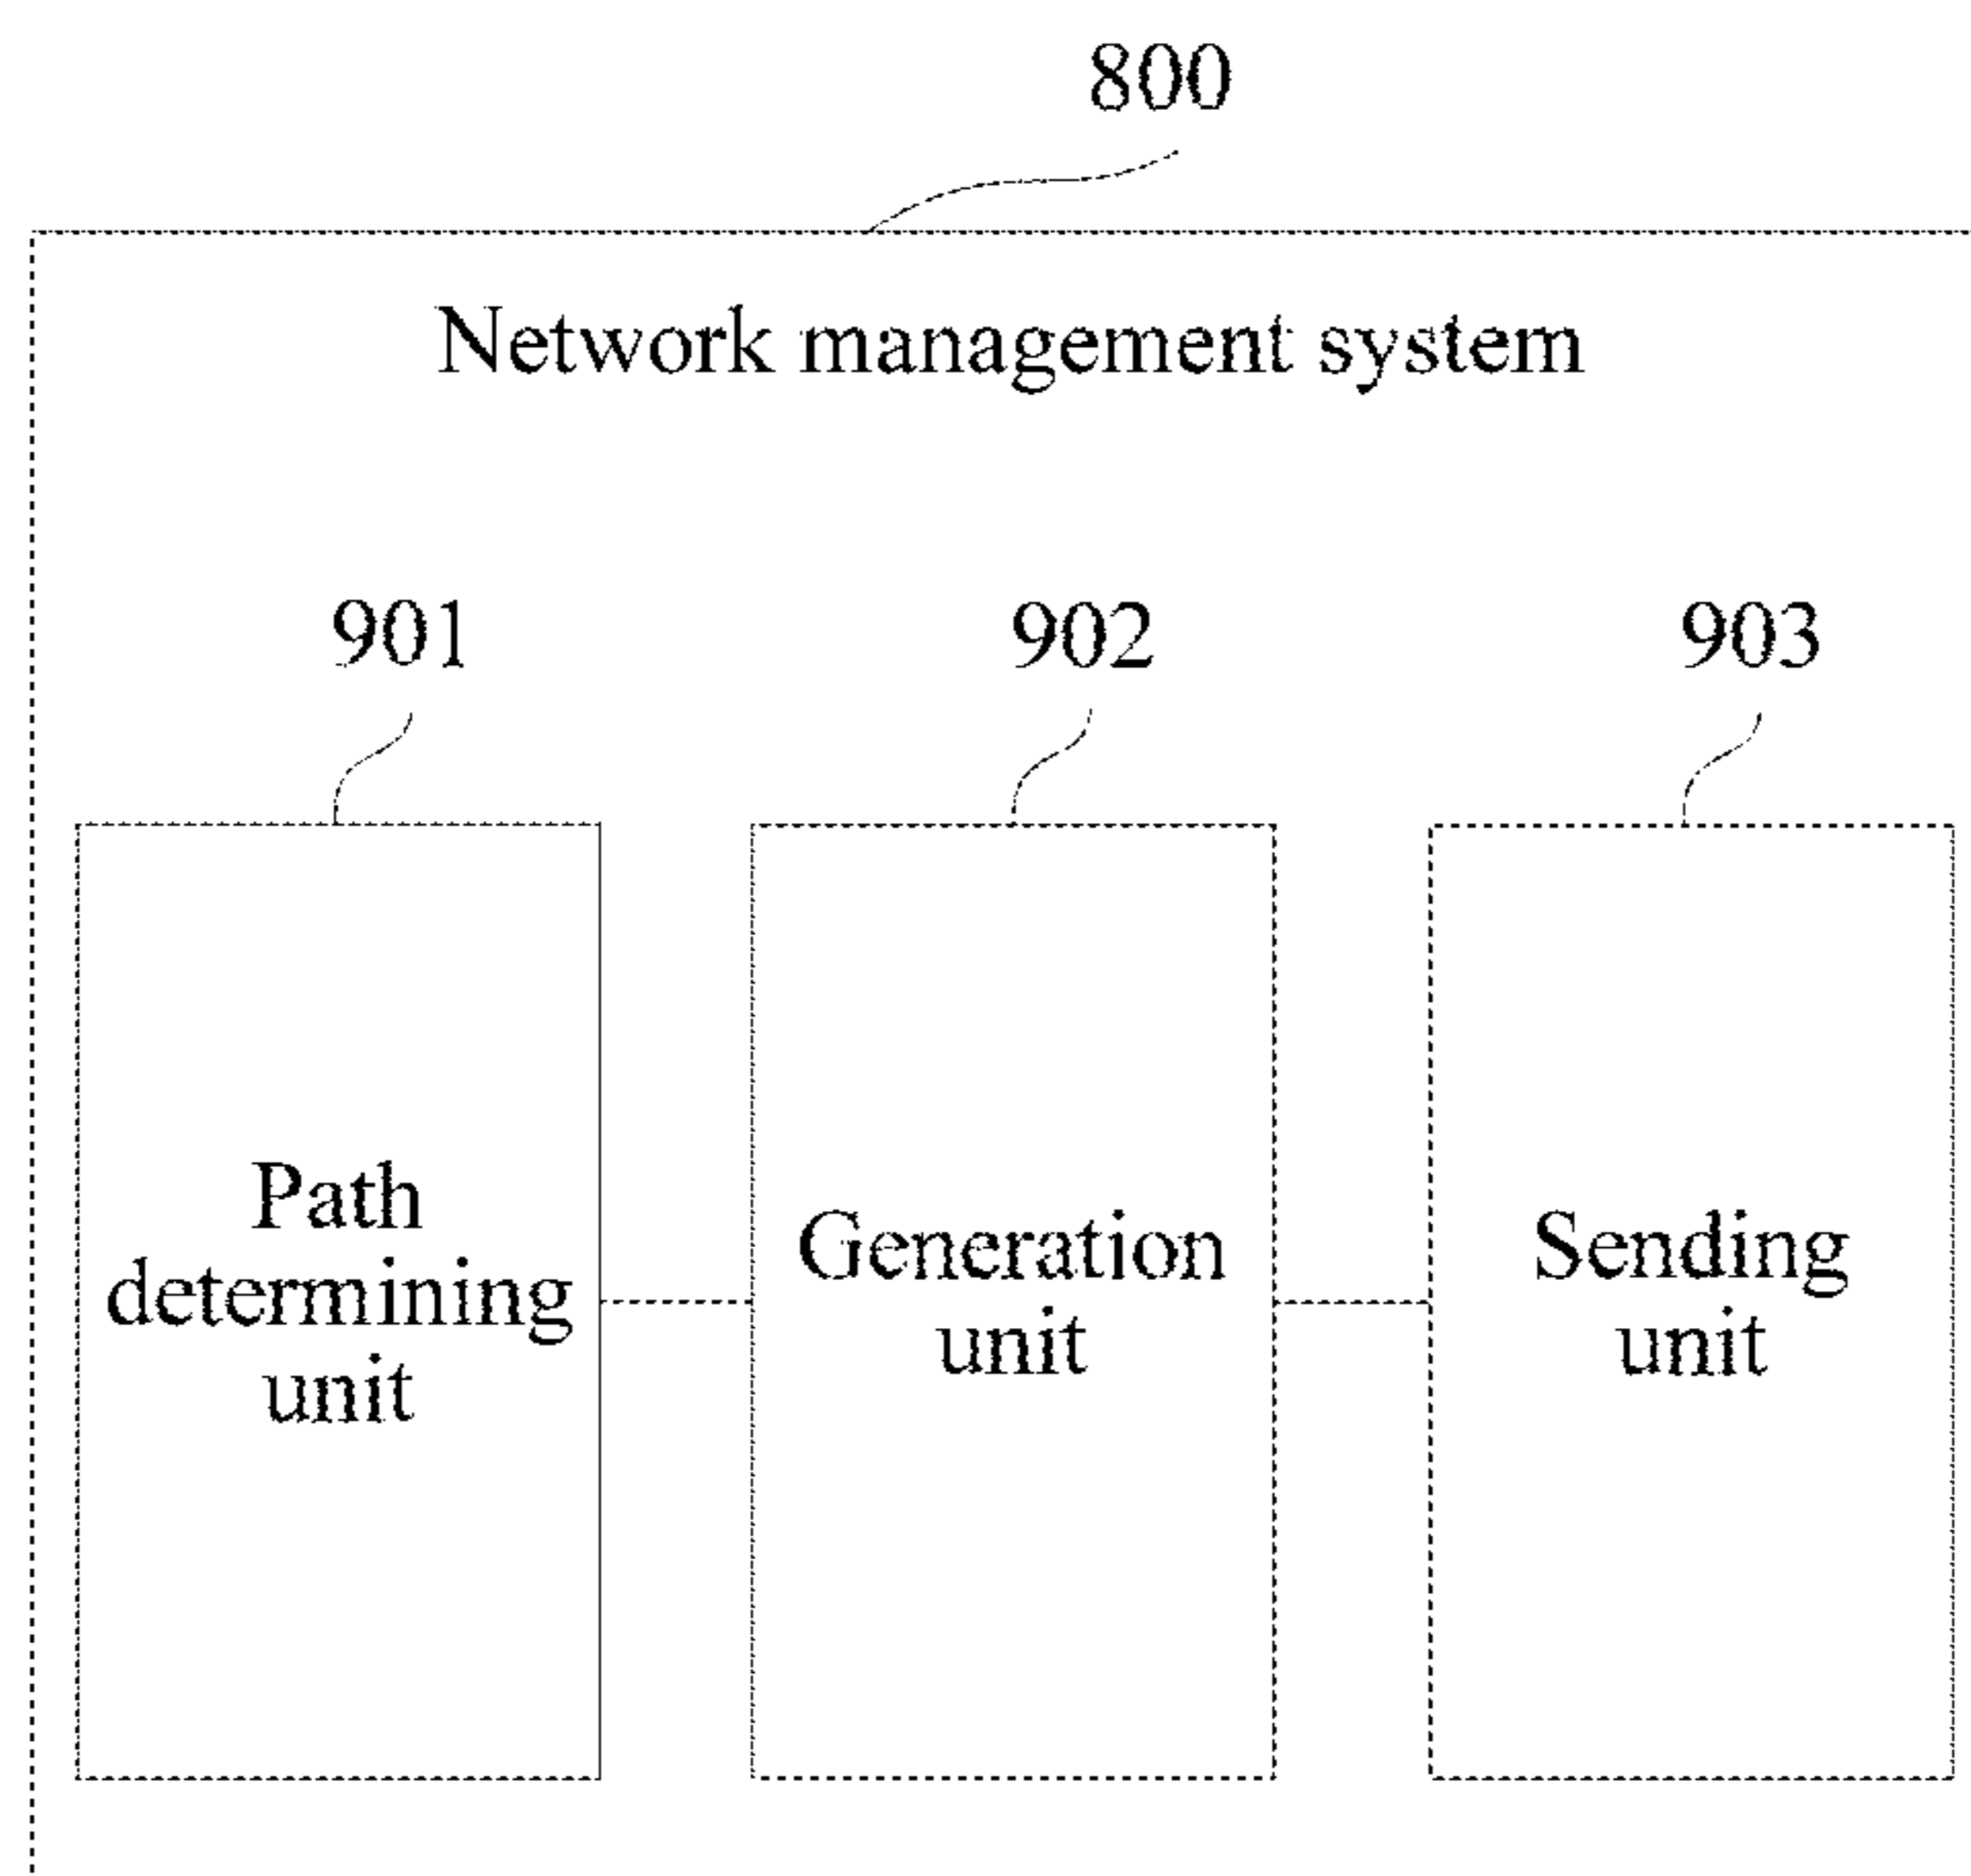 800
Network management system
901
902
903
Path
determining
unit
Generation
unit
Sending
unit